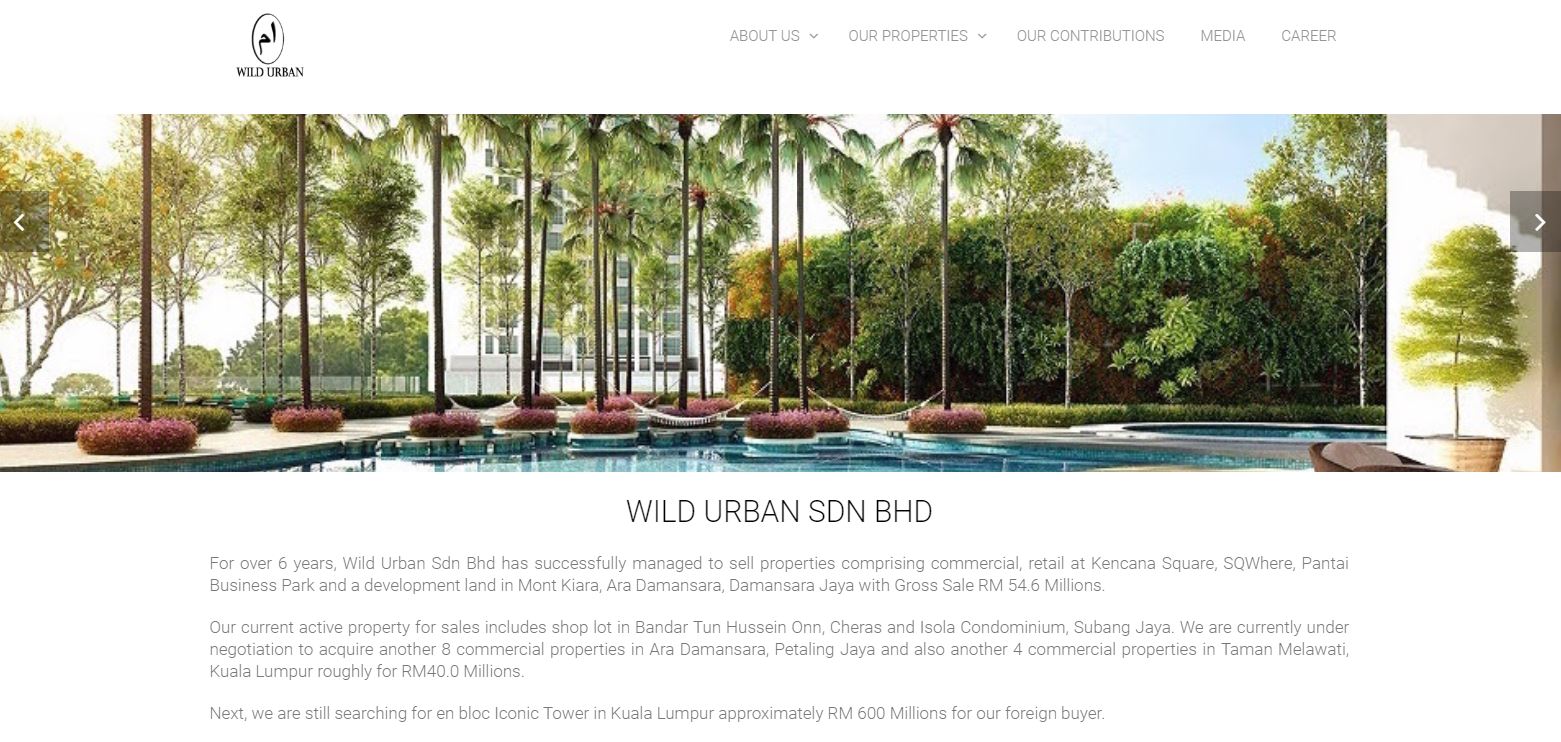 ام
WILD URBAN
ABOUT US
OUR PROPERTIES
OUR CONTRIBUTIONS
MEDIA
CAREER
WILD URBAN SDN BHD
For over 6 years, Wild Urban Sdn Bhd has successfully managed to sell properties comprising commercial, retail at Kencana Square, SQWhere, Pantai
Business Park and a development land in Mont Kiara, Ara Damansara, Damansara Jaya with Gross Sale RM 54.6 Millions.
Our current active property for sales includes shop lot in Bandar Tun Hussein Onn, Cheras and Isola Condominium, Subang Jaya. We are currently under
negotiation to acquire another 8 commercial properties in Ara Damansara, Petaling Jaya and also another 4 commercial properties in Taman Melawati,
Kuala Lumpur roughly for RM40.0 Millions.
Next, we are still searching for en bloc Iconic Tower in Kuala Lumpur approximately RM 600 Millions for our foreign buyer.